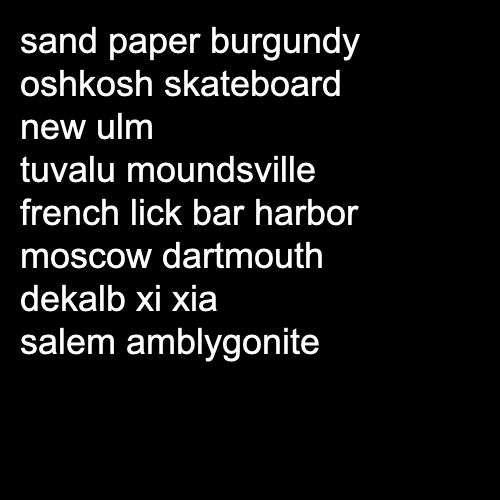 sand paper burgundy
oshkosh skateboard
new ulm
tuvalu moundsville
french lick bar harbor
moscow dartmouth
dekalb xi xia
salem amblygonite